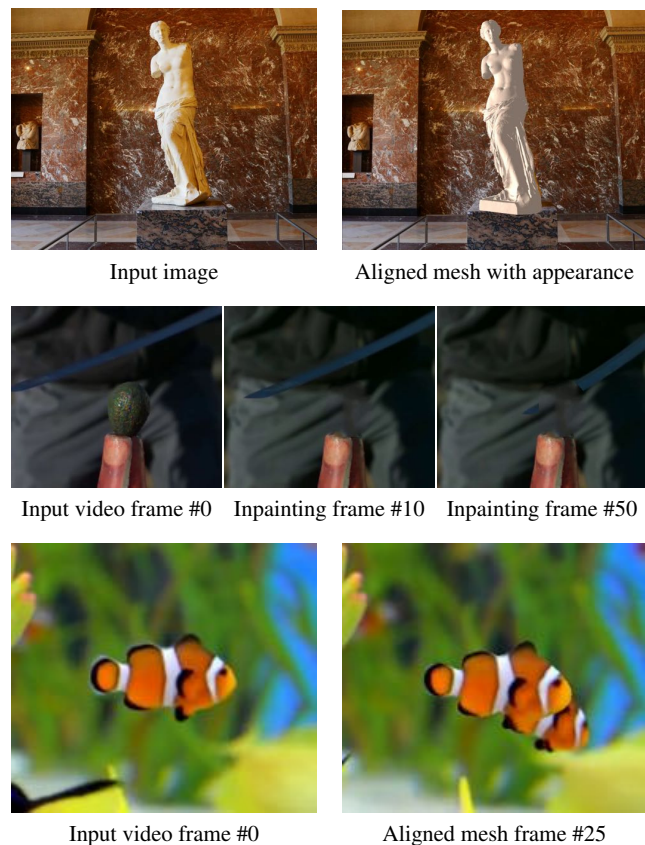 Input image
Aligned mesh with appearance
Input video frame #0
Inpainting frame #10
Inpainting frame #50
Input video frame #0
Aligned mesh frame #25